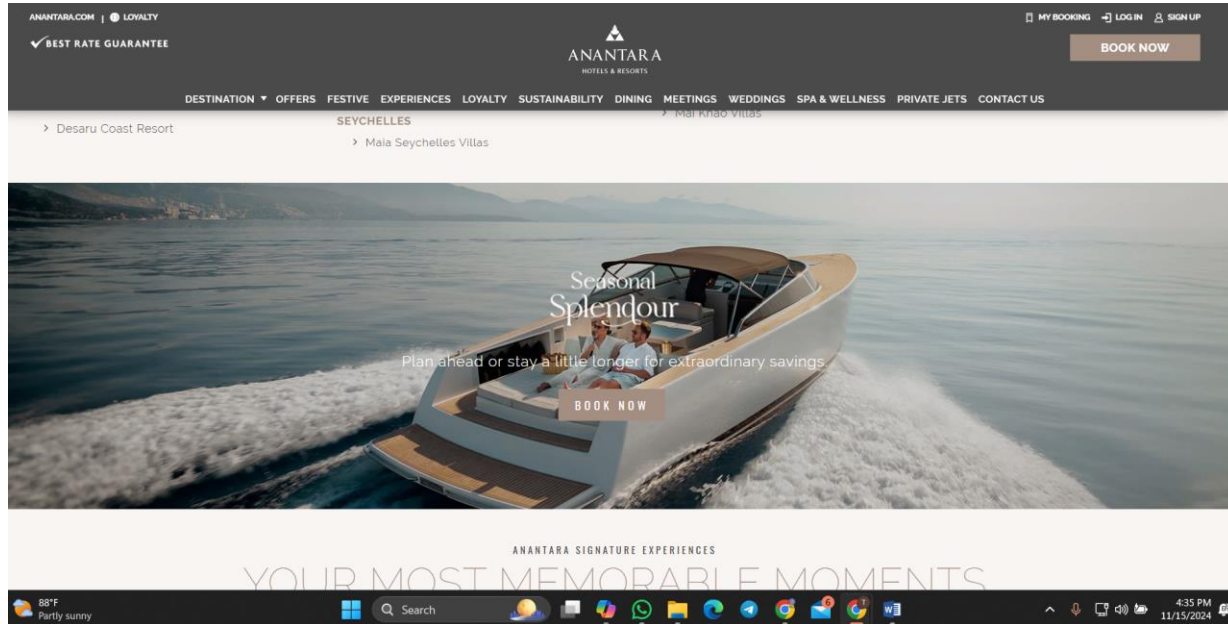 ANANTARA.COM | LOYALTY
MY BOOKING LOG IN SIGN UP
BEST RATE GUARANTEE
ANANTARA
HOTELS & RESORTS
BOOK NOW
DESTINATION OFFERS FESTIVE EXPERIENCES LOYALTY SUSTAINABILITY DINING MEETINGS WEDDINGS SPA & WELLNESS PRIVATE JETS CONTACT US
> Desaru Coast Resort
SEYCHELLES
> Maia Seychelles Villas
> Mai Khao Villas
Seasonal
Splendour
Plan ahead or stay a little longer for extraordinary savings.
BOOK NOW
ANANTARA SIGNATURE EXPERIENCES
YOUR MOST MEMORABLE MOMENTS
88°F
Partly sunny
Search
6
4:35 PM
11/15/2024